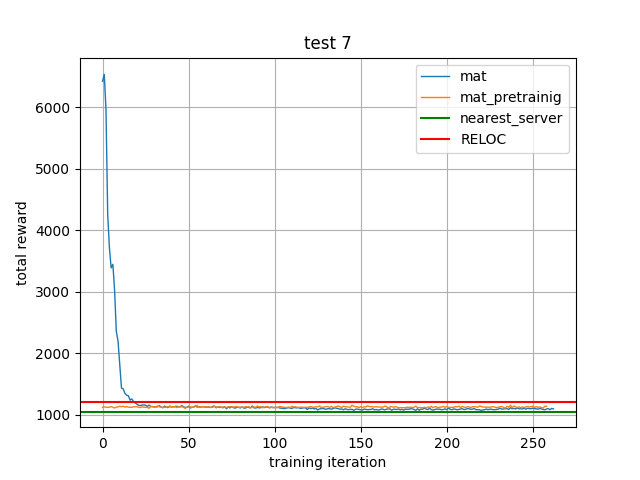 test 7
mat
mat_pretrainig
nearest_server
RELOC
total reward
6000
5000
4000
3000
2000
1000
0 50 100 150 200 250
training iteration